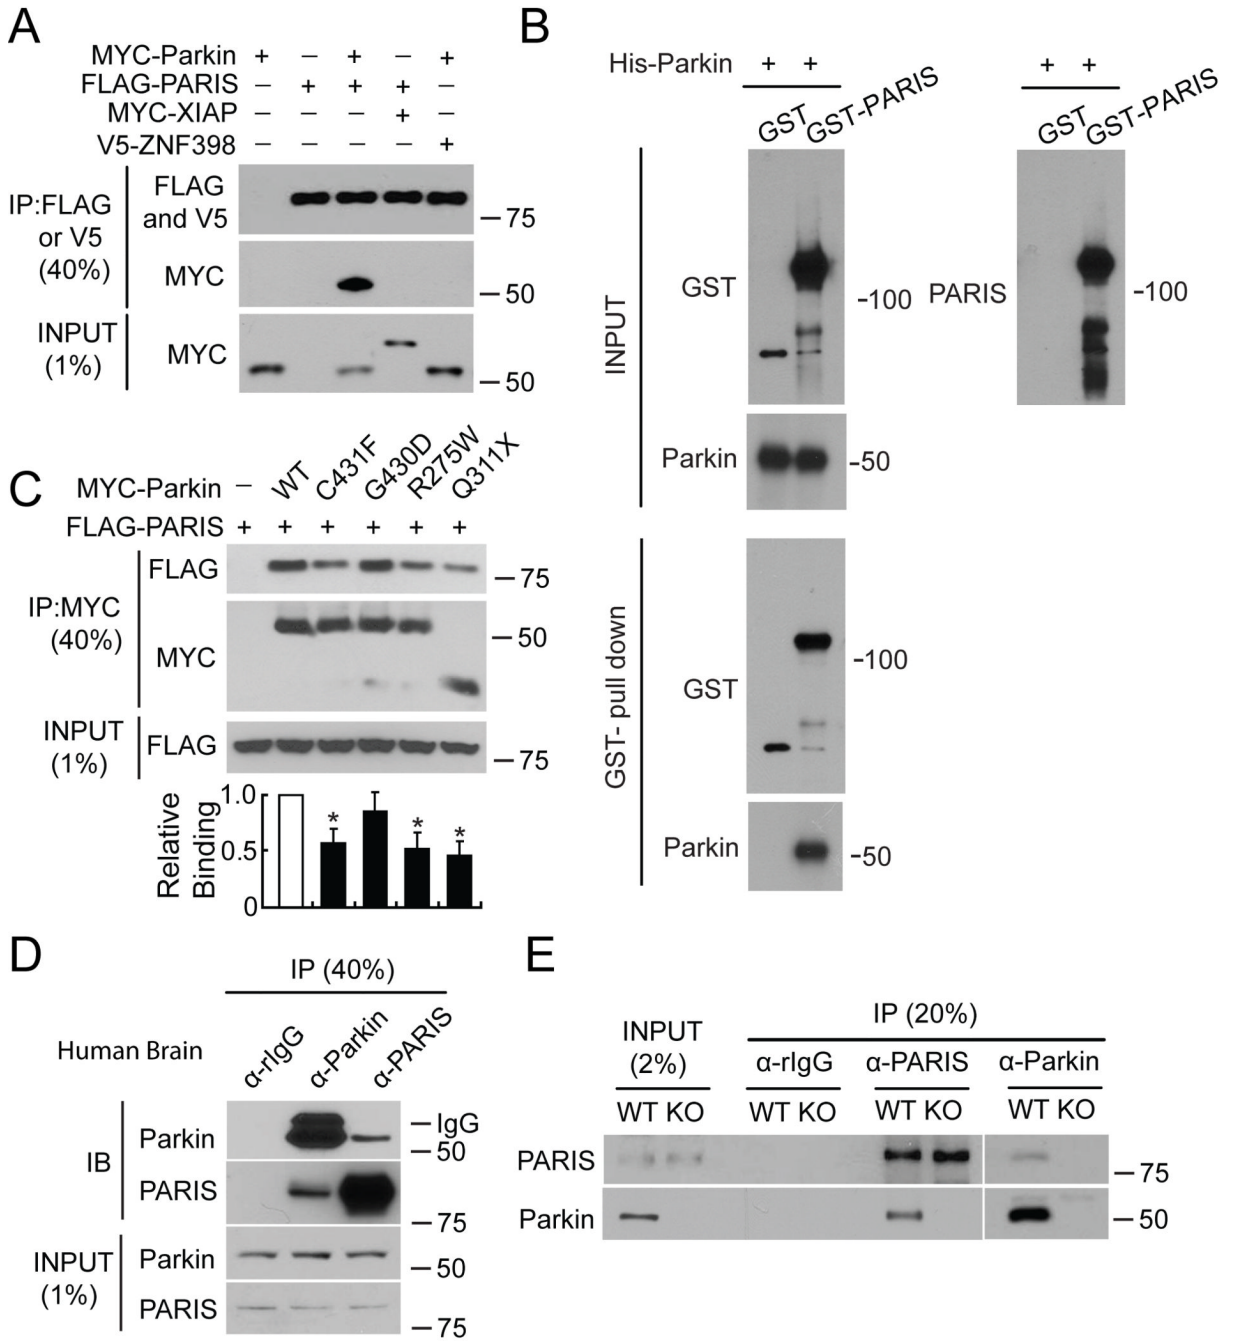 A
MYC-Parkin + − + − +
FLAG-PARIS − + + + −
MYC-XIAP − − − + −
V5-ZNF398 − − − − +
IP:FLAG or V5 (40%)
FLAG and V5
−75
MYC
−50
INPUT (1%)
MYC
−50
B
His-Parkin + + + +
GST GST-PARIS GST GST-PARIS
INPUT
GST
-100
PARIS
-100
Parkin
-50
GST- pull down
GST
-100
Parkin
-50
C
MYC-Parkin − WT C431F G430D R275W Q311X
FLAG-PARIS + + + + + +
IP:MYC (40%)
FLAG
−75
MYC
−50
INPUT (1%)
FLAG
−75
Relative Binding
1.0
0.5
0
* * *
D
IP (40%)
Human Brain
α-rIgG α-Parkin α-PARIS
IB
Parkin
−IgG
−50
PARIS
−75
INPUT (1%)
Parkin
−50
PARIS
−75
E
IP (20%)
INPUT (2%)
α-rIgG α-PARIS α-Parkin
WT KO WT KO WT KO WT KO
PARIS
−75
Parkin
−50